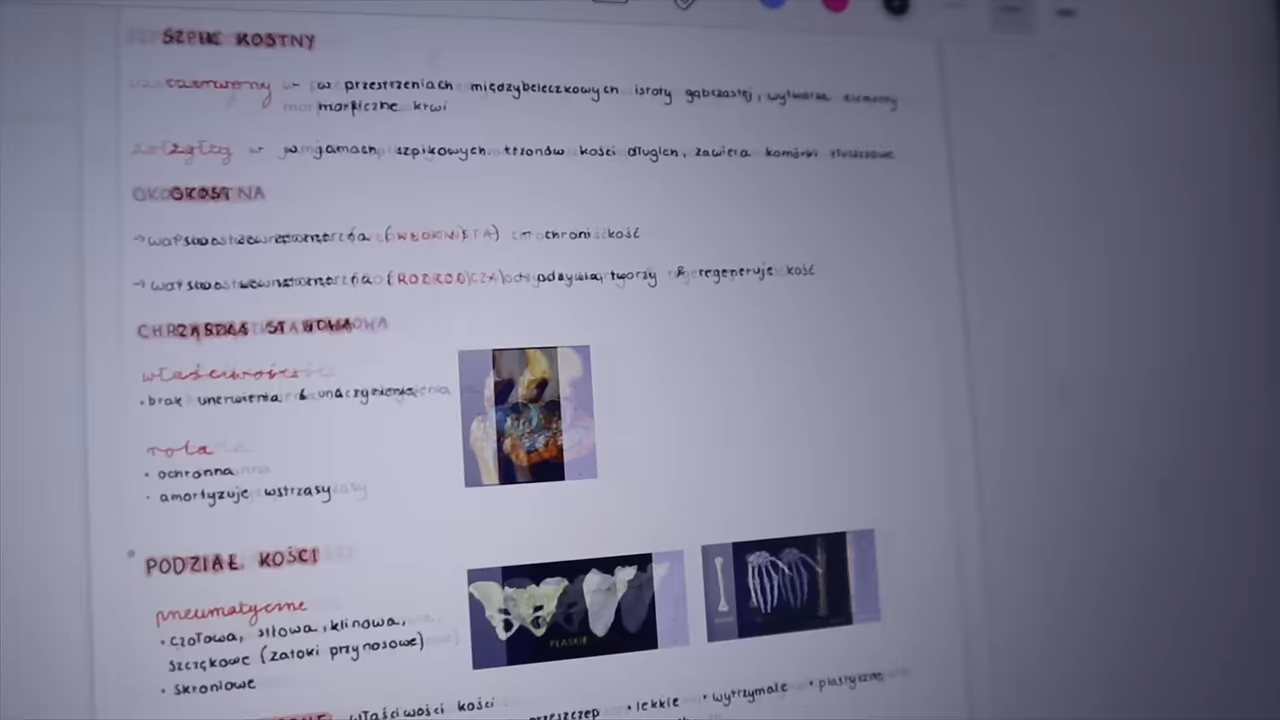 SZPIK KOSTNY
czerwony - w przestrzeniach międzybeleczkowych istoty gąbczastej, wytwarza elementy
morficzne krwi
żółty w jamach szpikowych trzonów kości długich, zawiera komórki tłuszczowe
OKOSTNA
→ warstwa zewnętrzna (WŁÓKNISTA) - chroni kość
→ warstwa wewnętrzna (ROZRODCZA) odżywia, tworzy & regeneruje kość
CHRZĄSTKA STAWOWA
właściwości
• brak unerwienia & unaczynienia
rola
• ochronna
• amortyzuje wstrząsy
PODZIAŁ KOŚCI
pneumatyczne
• czołowa, sitowa, klinowa,
szczękowe (zatoki przynosowe)
• skroniowe
PŁASKIE
właściwości kości
przeszczep • lekkie • wytrzymałe • plastyczne